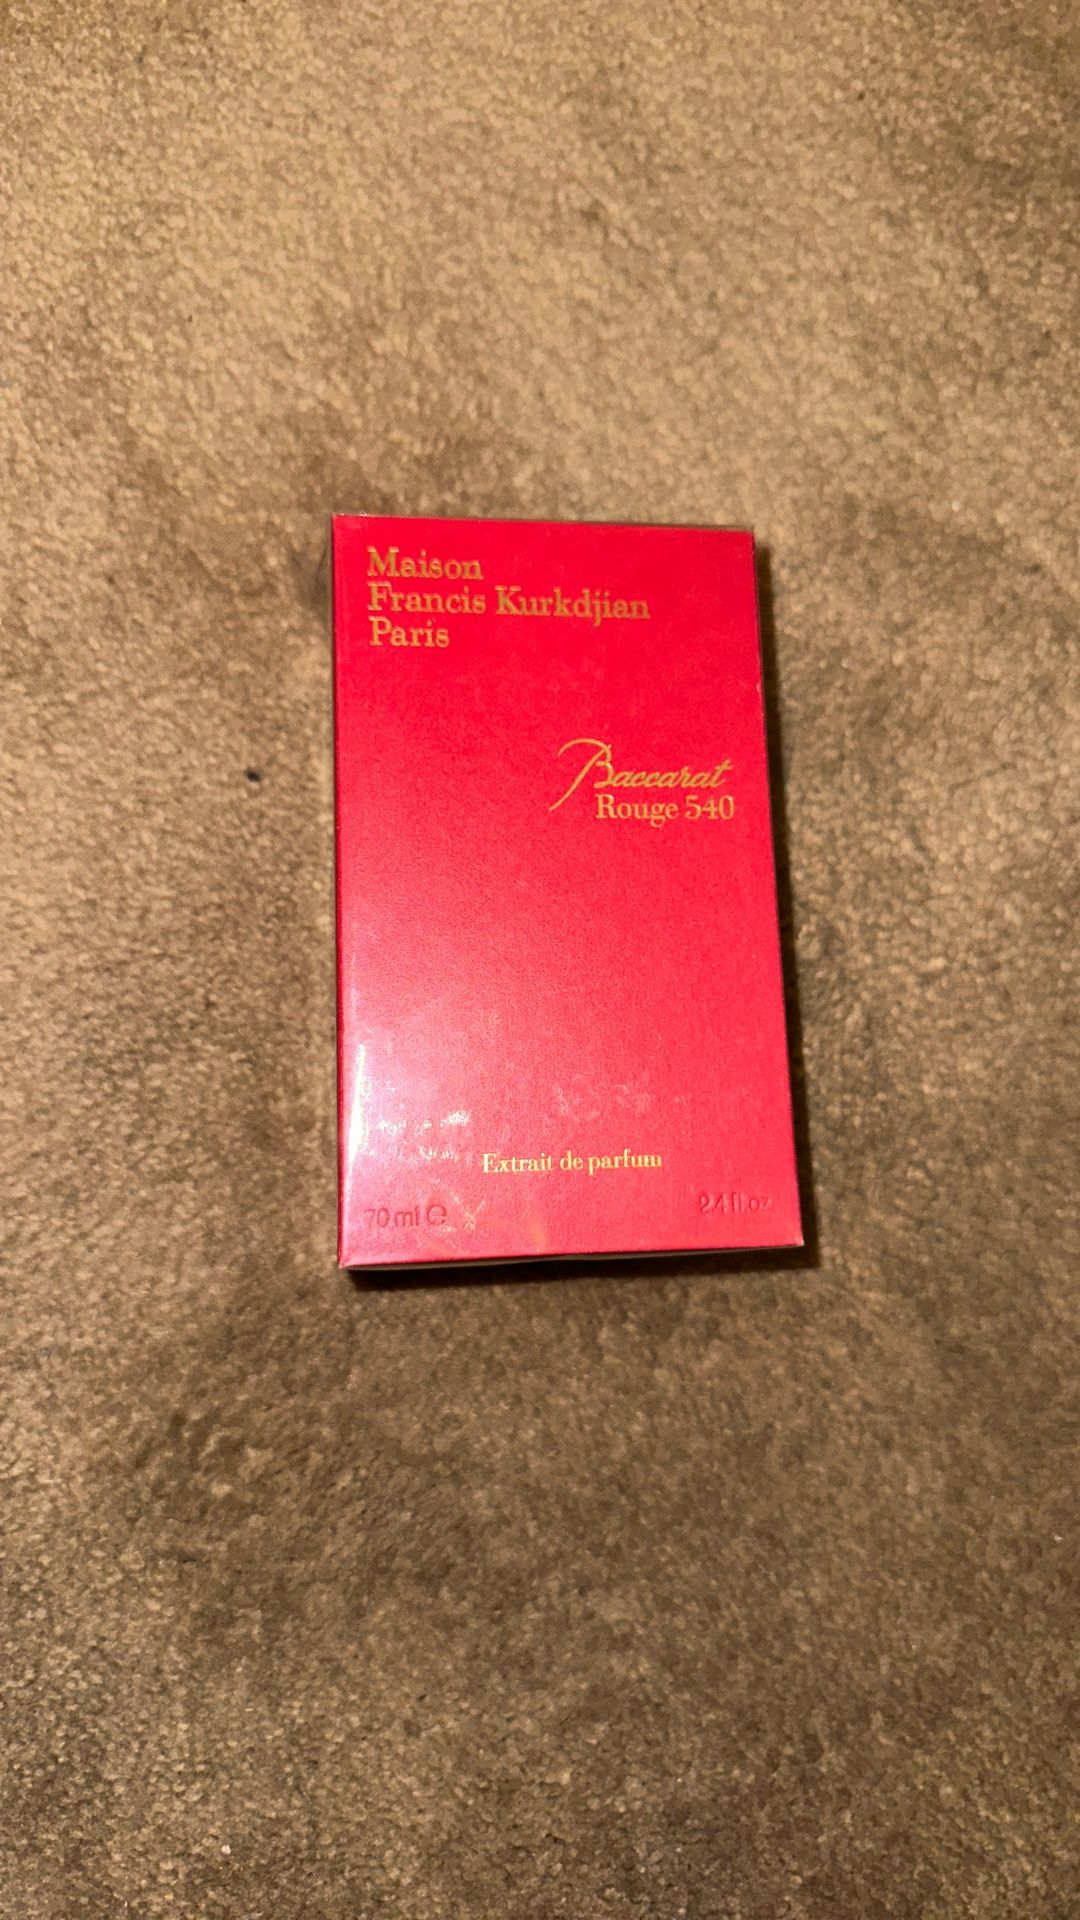 Maison
Francis Kurkdjian
Paris
Baccarat
Rouge 540
Extrait de parfum
70 ml ℮ 2.4 fl.oz